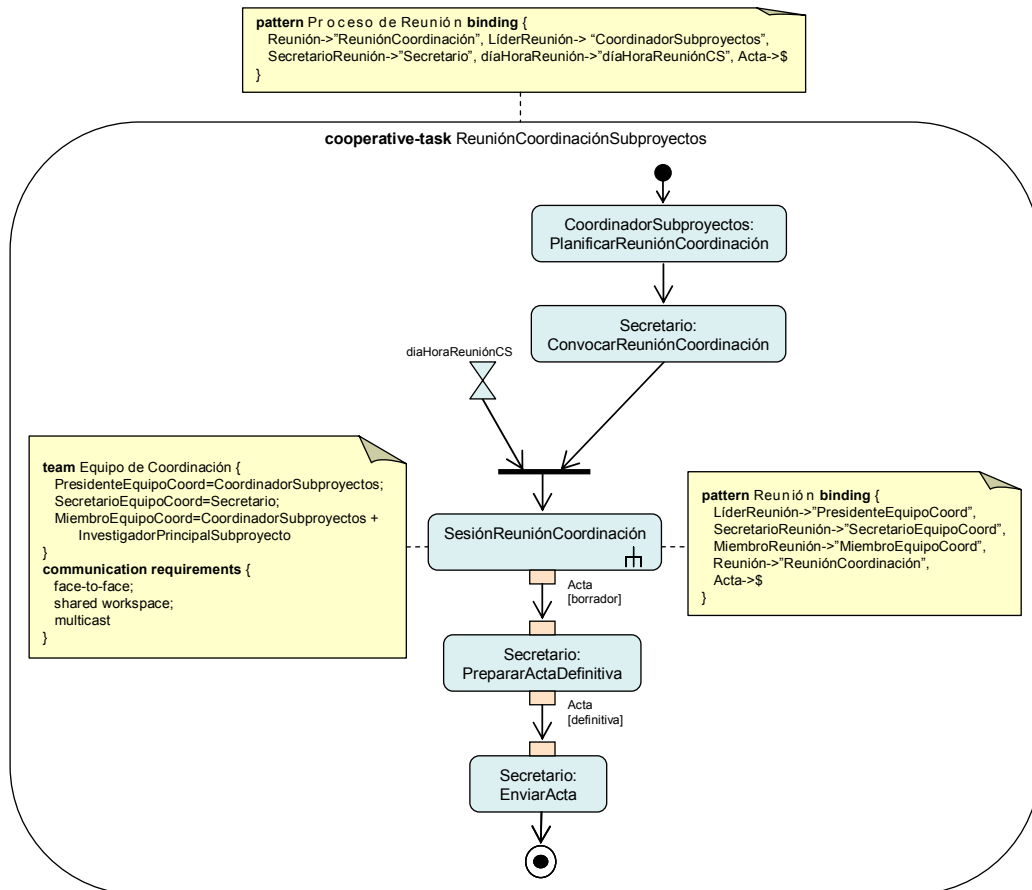 pattern Proceso de Reunión binding {
Reunión->"ReuniónCoordinación", LíderReunión-> "CoordinadorSubproyectos",
SecretarioReunión->"Secretario", díaHoraReunión->"díaHoraReuniónCS", Acta->$
}
cooperative-task ReuniónCoordinaciónSubproyectos
CoordinadorSubproyectos:
PlanificarReuniónCoordinación
Secretario:
ConvocarReuniónCoordinación
diaHoraReuniónCS
team Equipo de Coordinación {
PresidenteEquipoCoord=CoordinadorSubproyectos;
SecretarioEquipoCoord=Secretario;
MiembroEquipoCoord=CoordinadorSubproyectos +
InvestigadorPrincipalSubproyecto
}
communication requirements {
face-to-face;
shared workspace;
multicast
}
SesiónReuniónCoordinación
pattern Reunión binding {
LíderReunión->"PresidenteEquipoCoord",
SecretarioReunión->"SecretarioEquipoCoord",
MiembroReunión->"MiembroEquipoCoord",
Reunión->"ReuniónCoordinación",
Acta->$
}
Acta
[borrador]
Secretario:
PrepararActaDefinitiva
Acta
[definitiva]
Secretario:
EnviarActa